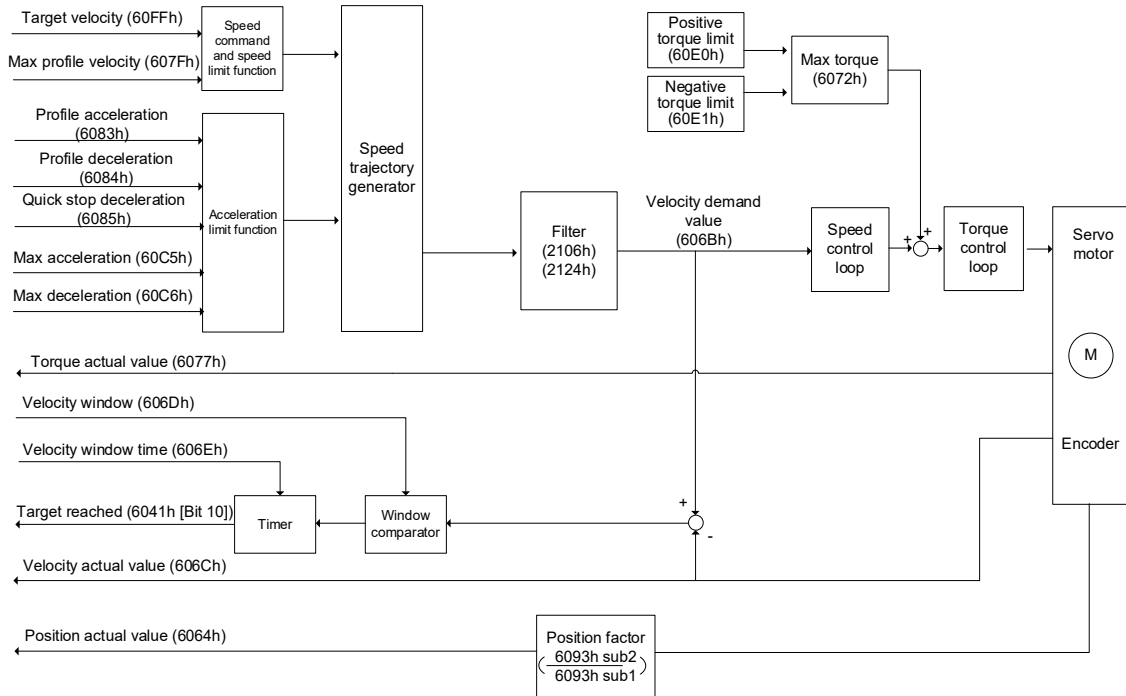 Target velocity (60FFh)
Max profile velocity (607Fh)
Speed
command
and speed
limit function
Profile acceleration
(6083h)
Profile deceleration
(6084h)
Quick stop deceleration
(6085h)
Max acceleration (60C5h)
Max deceleration (60C6h)
Acceleration
limit function
Speed
trajectory
generator
Filter
(2106h)
(2124h)
Velocity demand
value
(606Bh)
Positive
torque limit
(60E0h)
Negative
torque limit
(60E1h)
Max torque
(6072h)
Speed
control
loop
+
+
Torque
control
loop
Servo
motor
M
Encoder
Torque actual value (6077h)
Velocity window (606Dh)
Velocity window time (606Eh)
Target reached (6041h [Bit 10])
Timer
Window
comparator
+
-
Velocity actual value (606Ch)
Position actual value (6064h)
Position factor
(6093h sub2
6093h sub1)